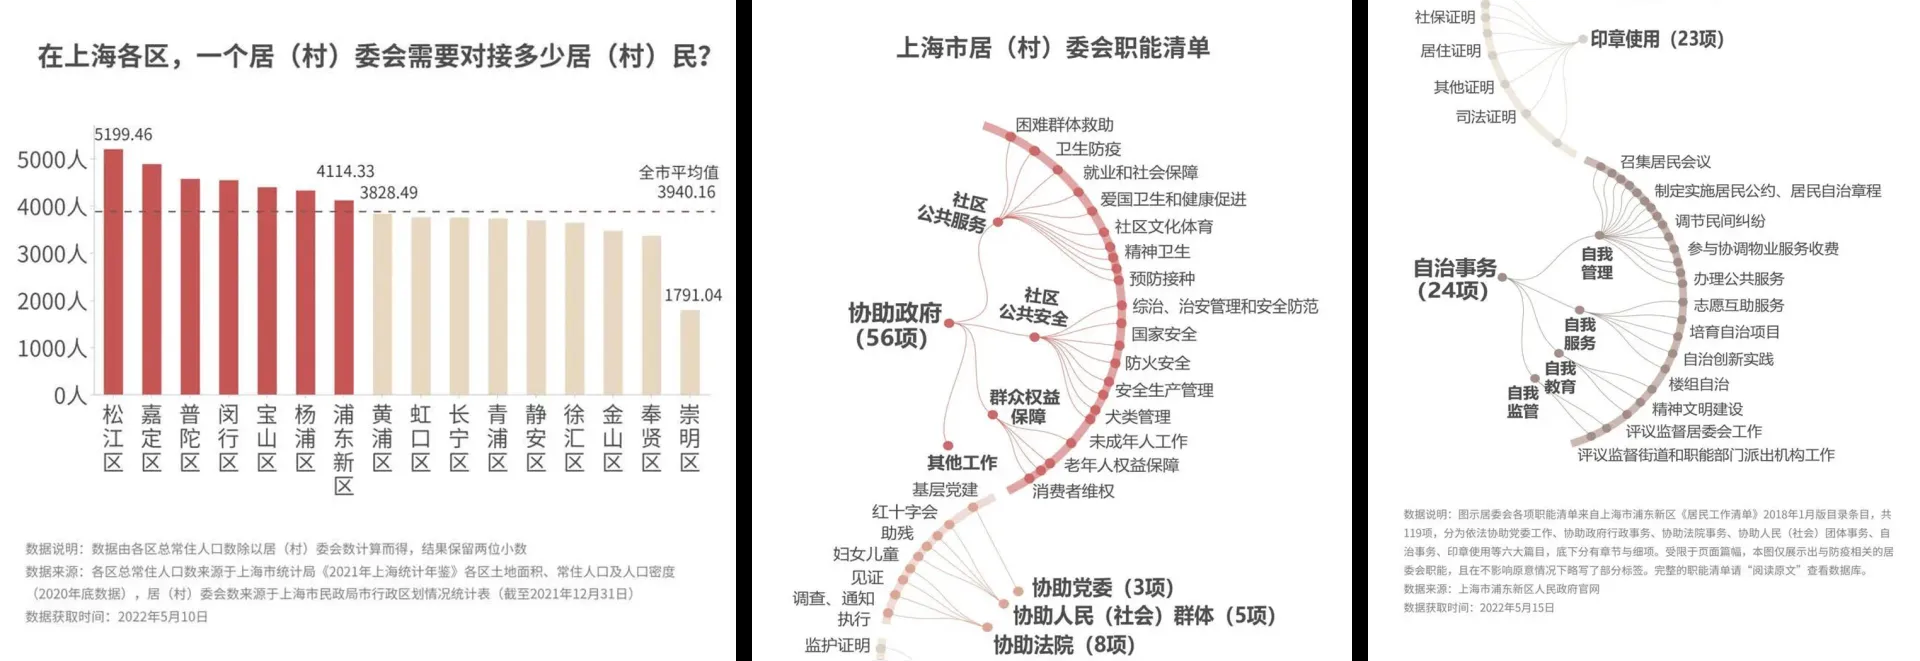 在上海各区，一个居（村）委会需要对接多少居（村）民？
5199.46
4114.33
3828.49
全市平均值
3940.16
1791.04
5000人
4000人
3000人
2000人
1000人
0人
松江区
嘉定区
普陀区
闵行区
宝山区
杨浦区
浦东新区
黄浦区
虹口区
长宁区
青浦区
静安区
徐汇区
金山区
奉贤区
崇明区
数据说明：数据由各区总常住人口数除以居（村）委会数计算而得，结果保留两位小数
数据来源：各区总常住人口数来源于上海市统计局《2021年上海统计年鉴》各区土地面积、常住人口及人口密度
（2020年底数据），居（村）委会数来源于上海市民政局市行政区划情况统计表（截至2021年12月31日）
数据获取时间：2022年5月10日
上海市居（村）委会职能清单
困难群体救助
卫生防疫
就业和社会保障
爱国卫生和健康促进
社区文化体育
精神卫生
预防接种
综治、治安管理和安全防范
国家安全
防火安全
安全生产管理
犬类管理
未成年人工作
老年人权益保障
消费者维权
社区
公共服务
社区
公共安全
协助政府
（56项）
群众权益
保障
其他工作
基层党建
红十字会
助残
妇女儿童
见证
调查、通知
执行
监护证明
协助党委（3项）
协助人民（社会）群体（5项）
协助法院（8项）
社保证明
居住证明
其他证明
司法证明
印章使用（23项）
召集居民会议
制定实施居民公约、居民自治章程
调节民间纠纷
参与协调物业服务收费
办理公共服务
志愿互助服务
培育自治项目
自治创新实践
楼组自治
精神文明建设
评议监督居委会工作
评议监督街道和职能部门派出机构工作
自治事务
（24项）
自我
管理
自我
服务
自我
教育
自我
监管
数据说明：图示居委会各项职能清单来自上海市浦东新区《居民工作清单》2018年1月版目录条目，共
119项，分为依法协助党委工作、协助政府行政事务、协助法院事务、协助人民（社会）团体事务、自
治事务、印章使用等六大篇目，底下分有章节与细项。受限于页面篇幅，本图仅展示出与防疫相关的居
委会职能，且在不影响原意情况下略写了部分标签。完整的职能清单请“阅读原文”查看数据库。
数据来源：上海市浦东新区人民政府官网
数据获取时间：2022年5月15日